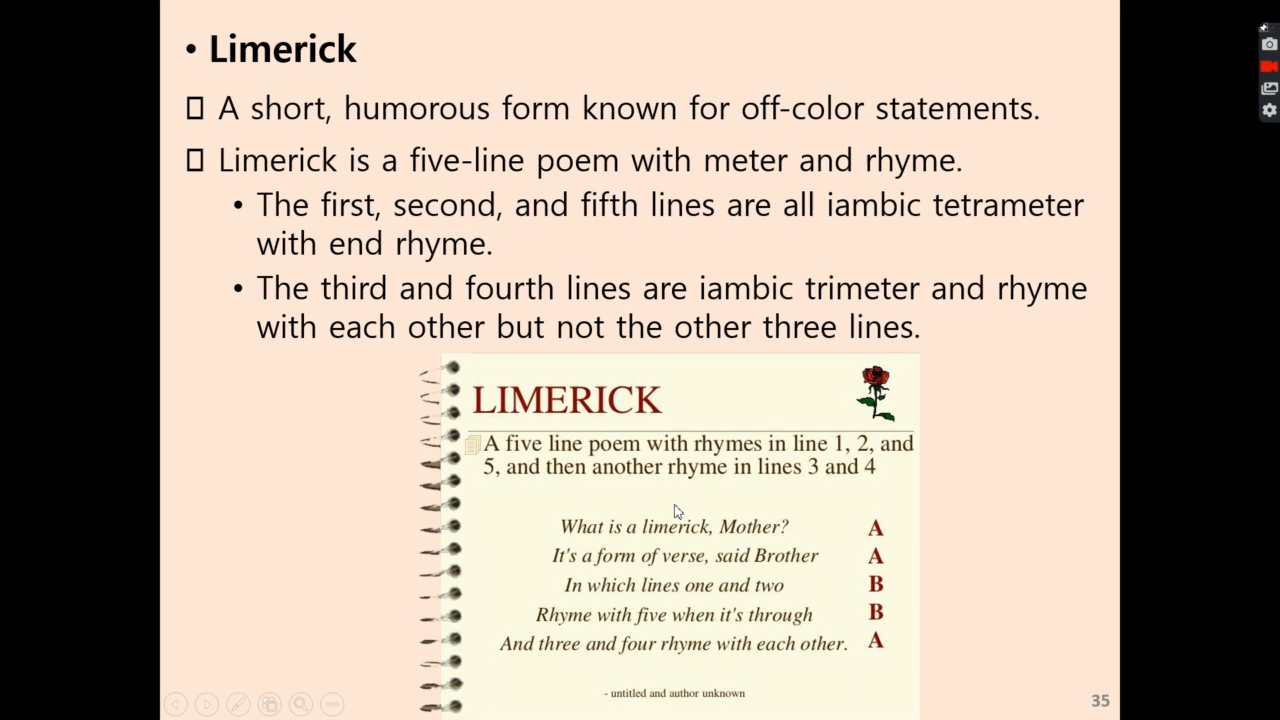 • Limerick
A short, humorous form known for off-color statements.
Limerick is a five-line poem with meter and rhyme.
• The first, second, and fifth lines are all iambic tetrameter
with end rhyme.
• The third and fourth lines are iambic trimeter and rhyme
with each other but not the other three lines.
LIMERICK
A five line poem with rhymes in line 1, 2, and
5, and then another rhyme in lines 3 and 4
What is a limerick, Mother? A
It's a form of verse, said Brother A
In which lines one and two B
Rhyme with five when it's through B
And three and four rhyme with each other. A
- untitled and author unknown
35